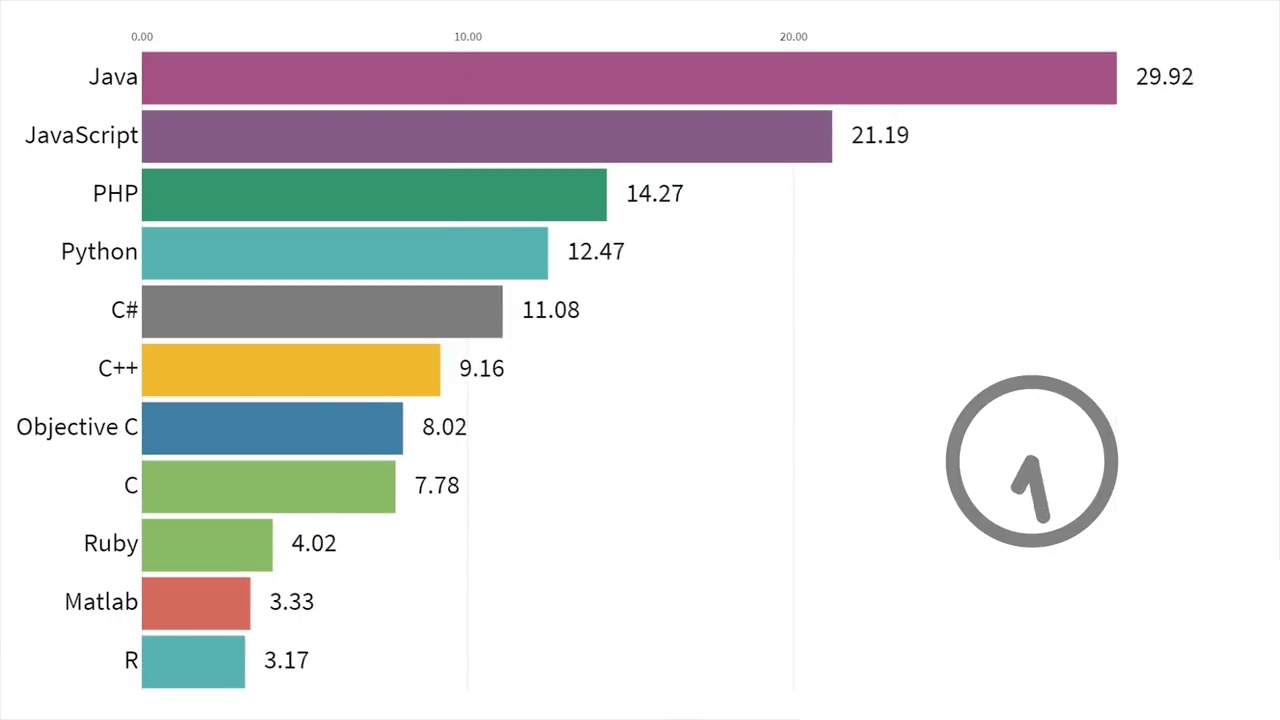 0.00 10.00 20.00
Java 29.92
JavaScript 21.19
PHP 14.27
Python 12.47
C# 11.08
C++ 9.16
Objective C 8.02
C 7.78
Ruby 4.02
Matlab 3.33
R 3.17